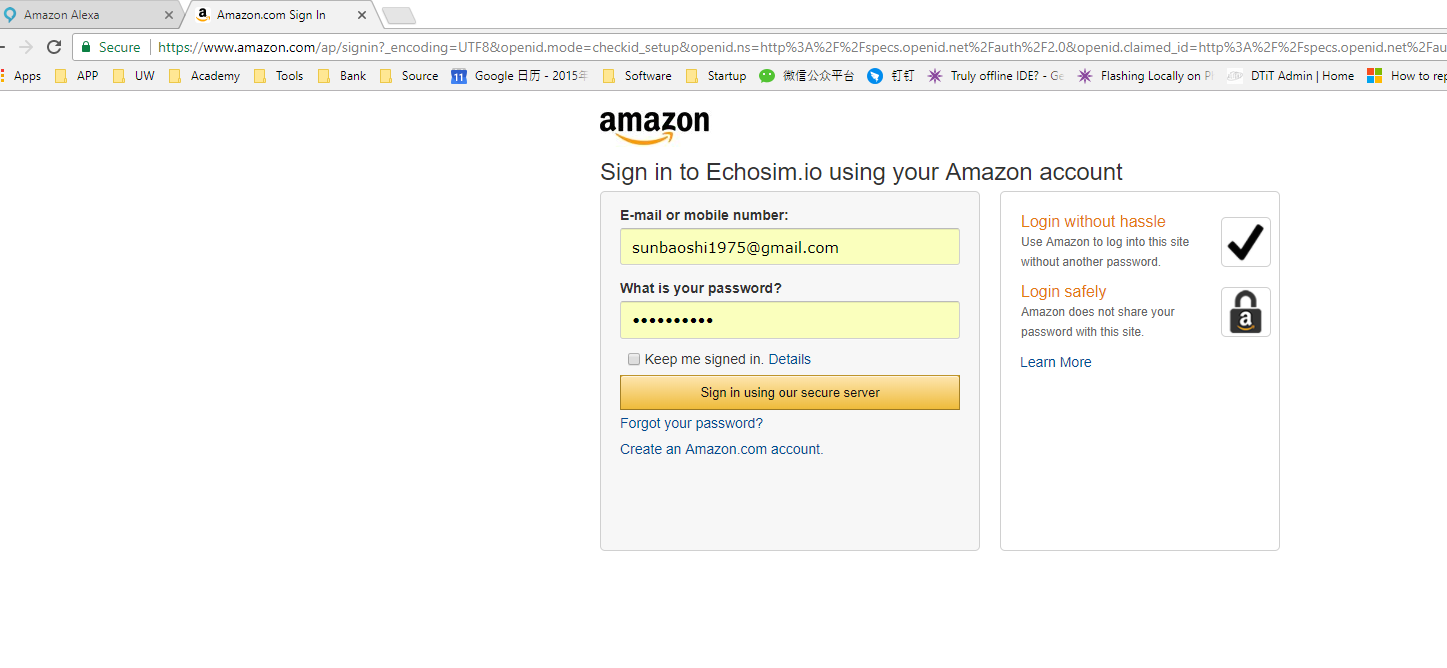 Amazon Alexa
Amazon.com Sign In
Secure https://www.amazon.com/ap/signin?_encoding=UTF8&openid.mode=checkid_setup&openid.ns=http%3A%2F%2Fspecs.openid.net%2Fauth%2F2.0&openid.claimed_id=http%3A%2F%2Fspecs.openid.net%2Fau
Apps APP UW Academy Tools Bank Source 11 Google 日历 - 2015年 Software Startup 微信公众平台 钉钉 Truly offline IDE? - Ge Flashing Locally on DTiT Admin | Home How to rep
amazon
Sign in to Echosim.io using your Amazon account
E-mail or mobile number:
sunbaoshi1975@gmail.com
What is your password?
Keep me signed in. Details
Sign in using our secure server
Forgot your password?
Create an Amazon.com account.
Login without hassle
Use Amazon to log into this site
without another password.
Login safely
Amazon does not share your
password with this site.
Learn More